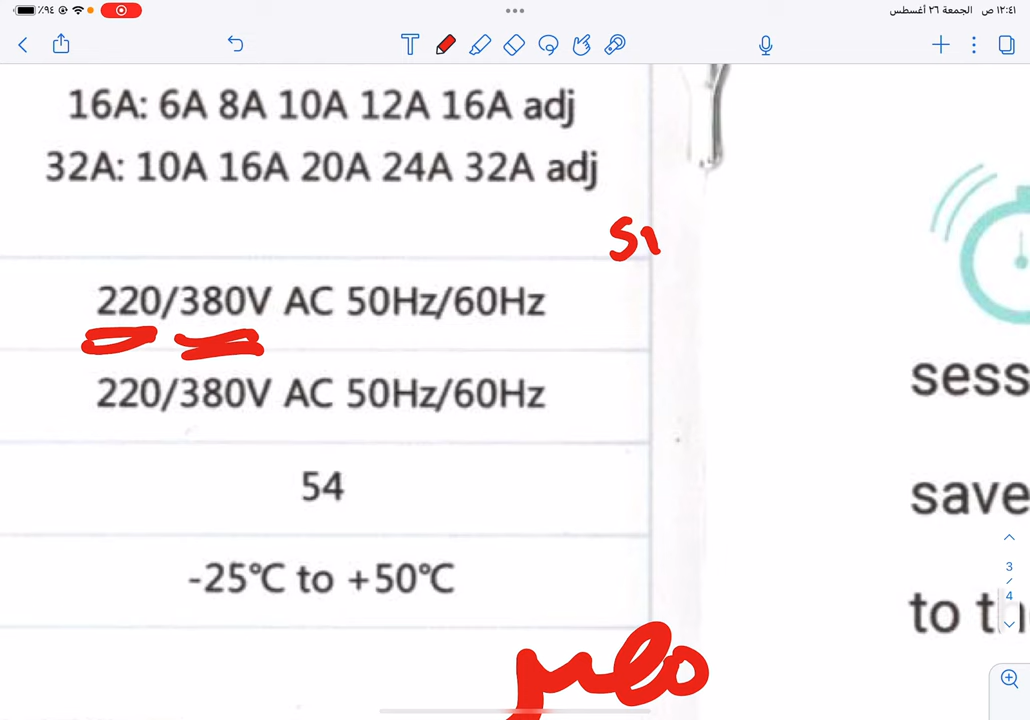 ١٢:٤١ ص الجمعة ٢٦ أغسطس
٪٩٤
16A: 6A 8A 10A 12A 16A adj
32A: 10A 16A 20A 24A 32A adj
220/380V AC 50Hz/60Hz
220/380V AC 50Hz/60Hz
54
-25℃ to +50℃
sess
save
to th
3
/
4